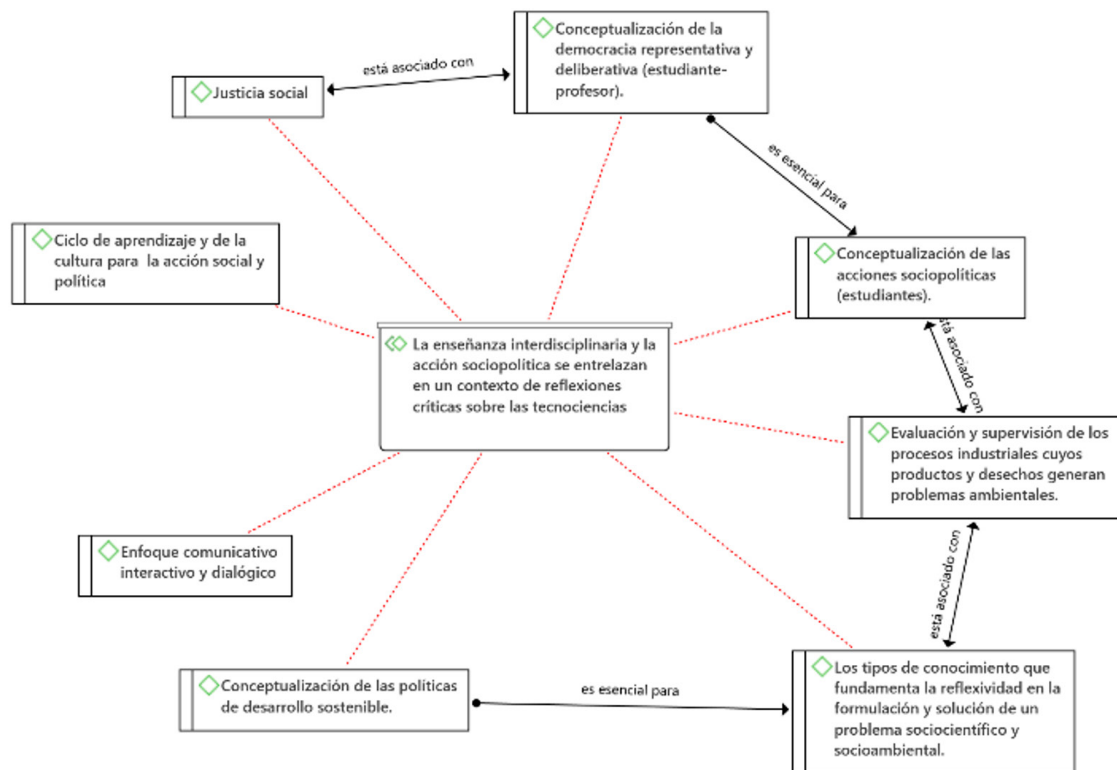 Conceptualización de la
democracia representativa y
deliberativa (estudiante-
profesor).
está asociado con
Justicia social
es esencial para
Ciclo de aprendizaje y de la
cultura para la acción social y
política
Conceptualización de las
acciones sociopolíticas
(estudiantes).
La enseñanza interdisciplinaria y la
acción sociopolítica se entrelazan
en un contexto de reflexiones
críticas sobre las tecnociencias
está asociado con
Evaluación y supervisión de los
procesos industriales cuyos
productos y desechos generan
problemas ambientales.
Enfoque comunicativo
interactivo y dialógico
está asociado con
Conceptualización de las políticas
de desarrollo sostenible.
es esencial para
Los tipos de conocimiento que
fundamenta la reflexividad en la
formulación y solución de un
problema sociocientífico y
socioambiental.